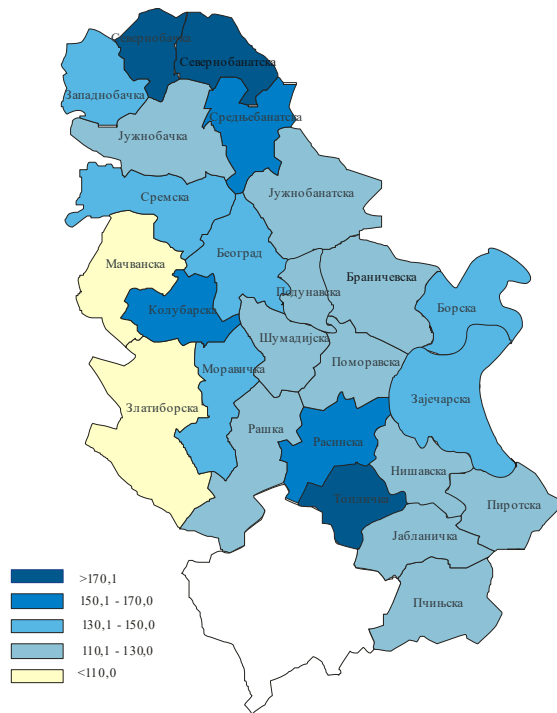 Севернобачка
Севернобанатска
Западнобачка
Средњебанатска
Јужнобачка
Јужнобанатска
Сремска
Београд
Мачванска
Браничевска
Подунавска
Колубарска
Борска
Шумадијска
Поморавска
Моравичка
Зајечарска
Златиборска
Рашка
Расинска
Нишавска
Топличка
Пиротска
Јабланичка
Пчињска
>170,1
150,1 - 170,0
130,1 - 150,0
110,1 - 130,0
<110,0